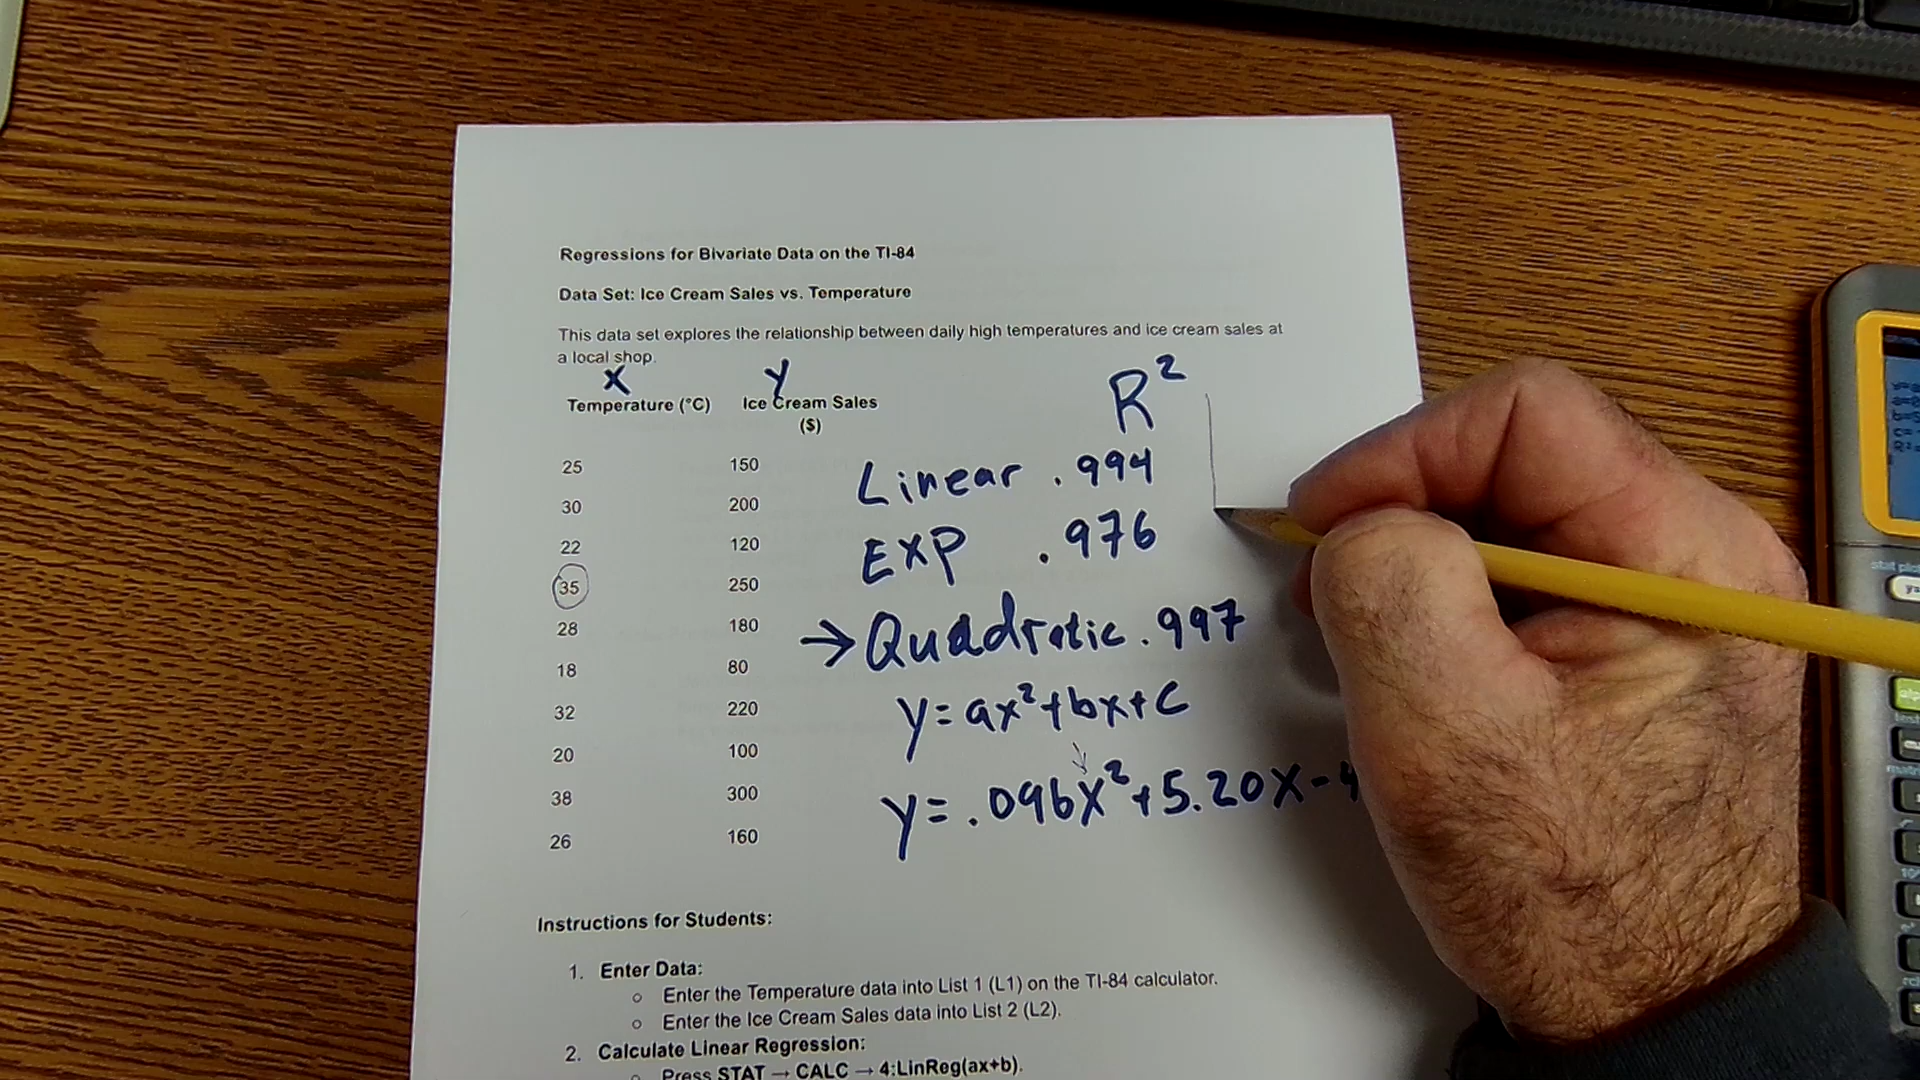 Regressions for Bivariate Data on the TI-84
Data Set: Ice Cream Sales vs. Temperature
This data set explores the relationship between daily high temperatures and ice cream sales at
a local shop.
X Y R²
Temperature (°C) Ice Cream Sales
($)
25 150 Linear .994
30 200
22 120 EXP .976
35 250
28 180 → Quadratic .997
18 80
32 220 y=ax²+bx+c
20 100
38 300 y=.096x²+5.20x-4
26 160
Instructions for Students:
1. Enter Data:
○ Enter the Temperature data into List 1 (L1) on the TI-84 calculator.
○ Enter the Ice Cream Sales data into List 2 (L2).
2. Calculate Linear Regression:
○ Press STAT → CALC → 4:LinReg(ax+b).